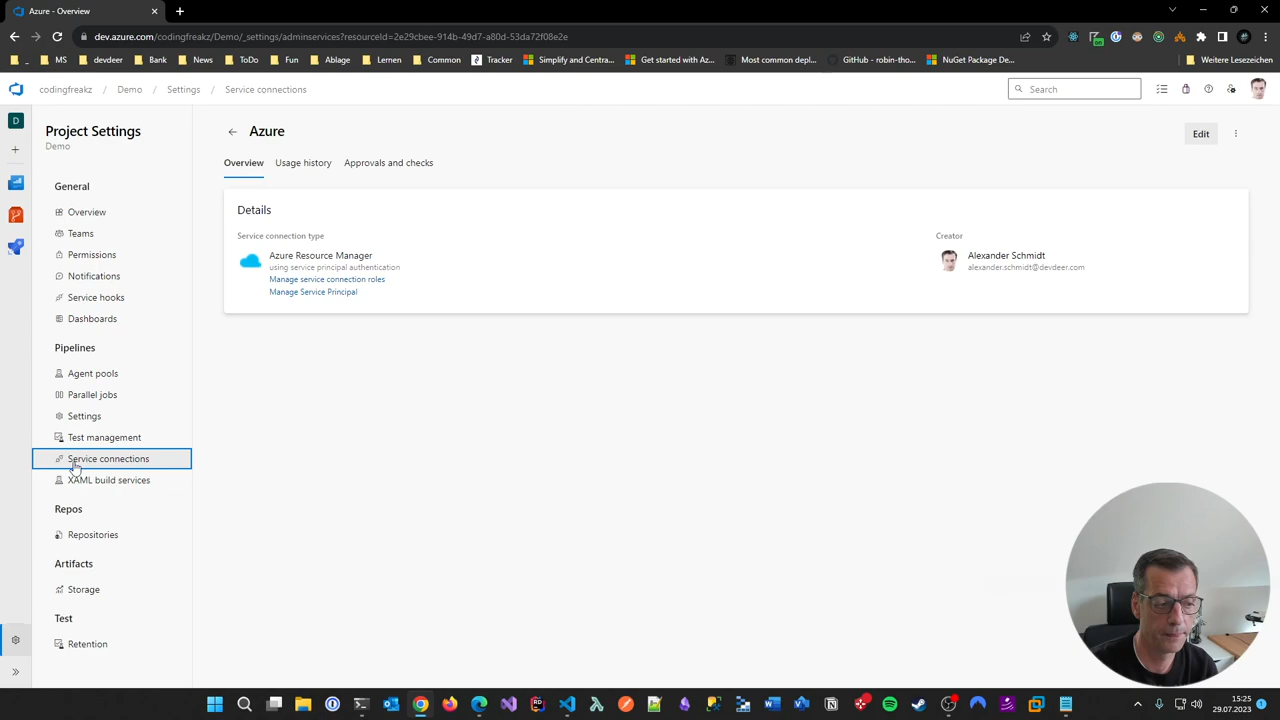 Azure - Overview
dev.azure.com/codingfreakz/Demo/_settings/adminservices?resourceId=2e29cbee-914b-49d7-a80d-53da72f08e2e
MS
devdeer
Bank
News
ToDo
Fun
Ablage
Lernen
Common
Tracker
Simplify and Centra...
Get started with Az...
Most common depl...
GitHub - robin-tho...
NuGet Package De...
Weitere Lesezeichen
codingfreakz / Demo / Settings / Service connections
Search
D
Project Settings
Demo
General
Overview
Teams
Permissions
Notifications
Service hooks
Dashboards
Pipelines
Agent pools
Parallel jobs
Settings
Test management
Service connections
XAML build services
Repos
Repositories
Artifacts
Storage
Test
Retention
Azure
Edit
Overview
Usage history
Approvals and checks
Details
Service connection type
Azure Resource Manager
using service principal authentication
Manage service connection roles
Manage Service Principal
Creator
Alexander Schmidt
alexander.schmidt@devdeer.com
15:25
29.07.2023